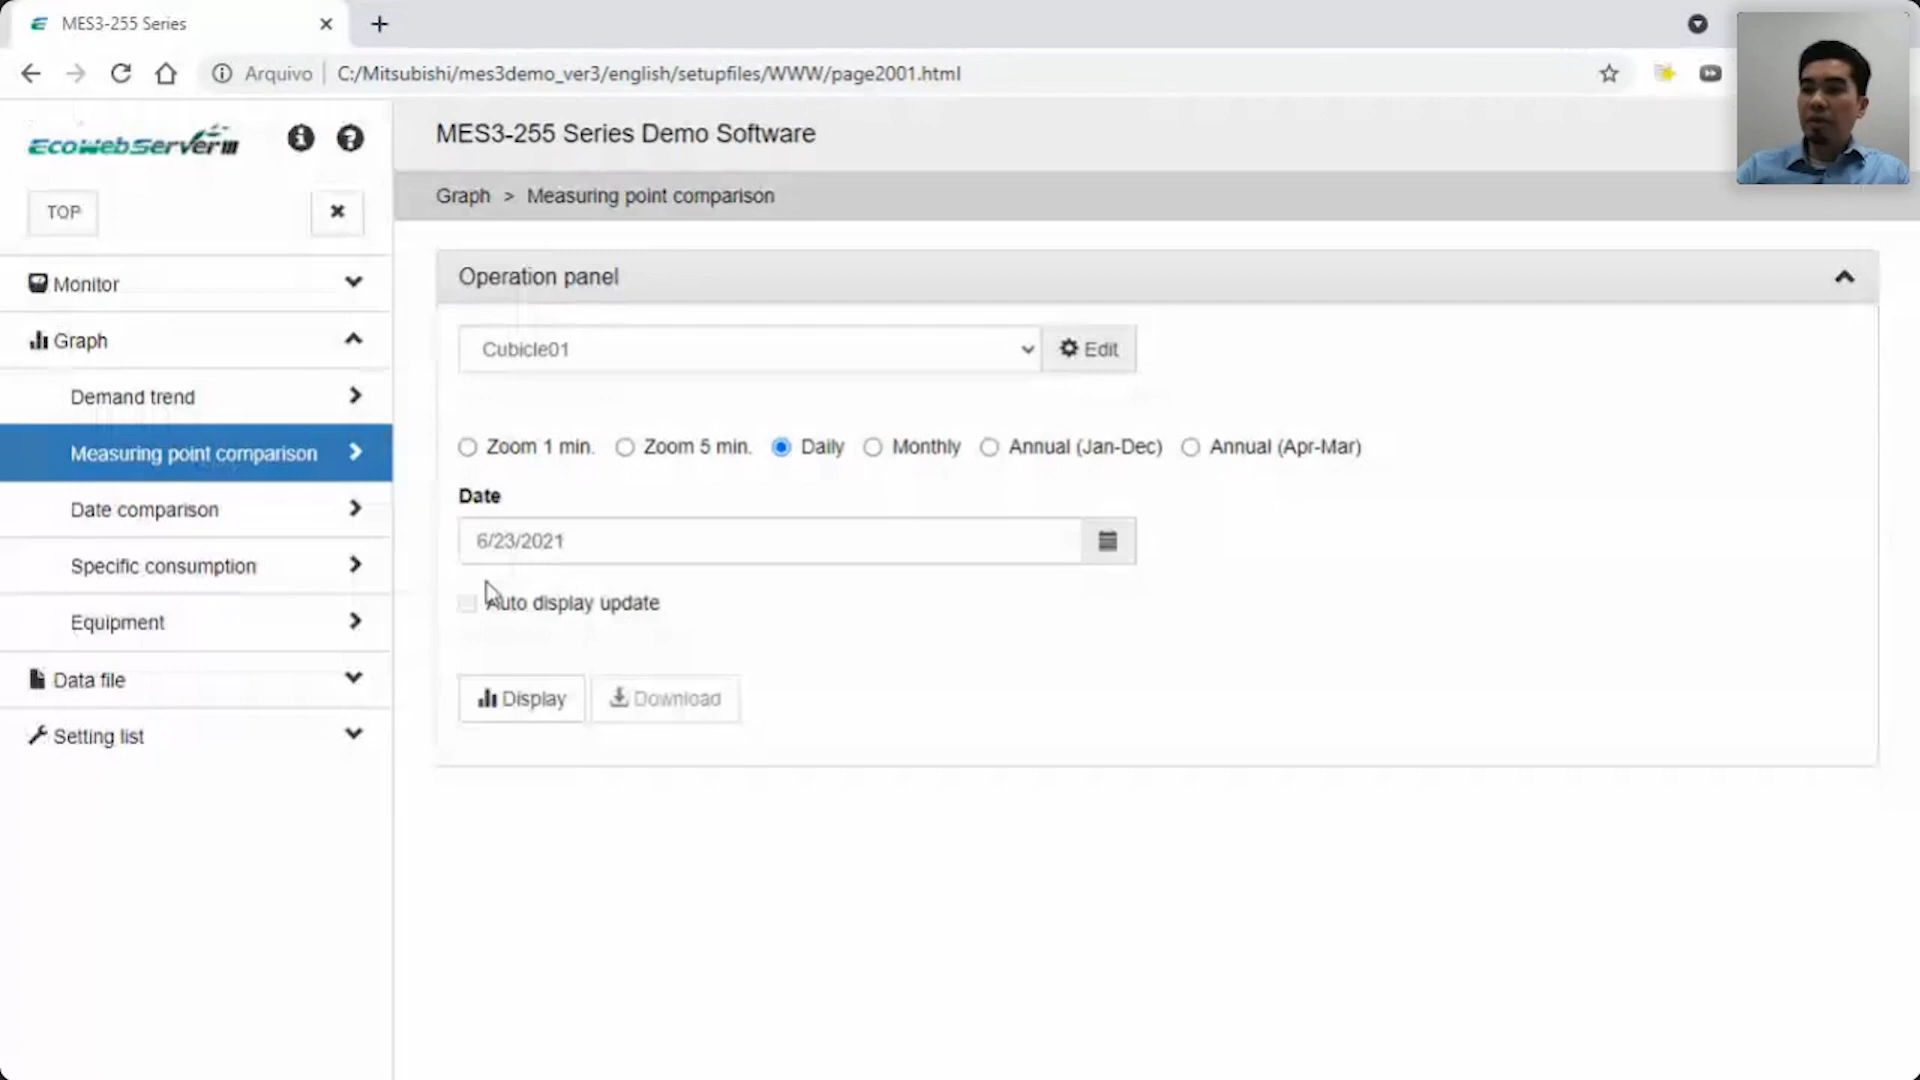 MES3-255 Series
Arquivo C:/Mitsubishi/mes3demo_ver3/english/setupfiles/WWW/page2001.html
EcoWebServerIII
MES3-255 Series Demo Software
TOP
Graph > Measuring point comparison
Monitor
Graph
Demand trend
Measuring point comparison
Date comparison
Specific consumption
Equipment
Data file
Setting list
Operation panel
Cubicle01
Edit
Zoom 1 min. Zoom 5 min. Daily Monthly Annual (Jan-Dec) Annual (Apr-Mar)
Date
6/23/2021
Auto display update
Display Download